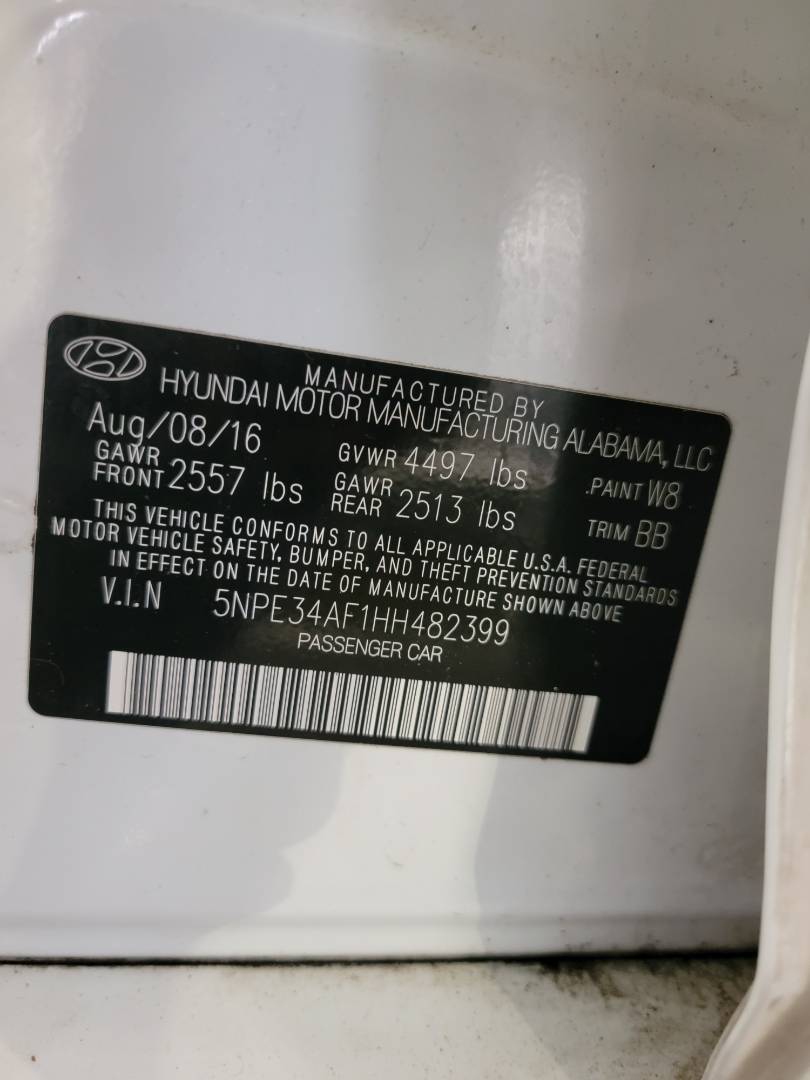 MANUFACTURED BY
HYUNDAI MOTOR MANUFACTURING ALABAMA, LLC
Aug/08/16 GVWR 4497 lbs .PAINT W8
GAWR FRONT 2557 lbs GAWR REAR 2513 lbs TRIM BB
THIS VEHICLE CONFORMS TO ALL APPLICABLE U.S.A. FEDERAL
MOTOR VEHICLE SAFETY, BUMPER, AND THEFT PREVENTION STANDARDS
IN EFFECT ON THE DATE OF MANUFACTURE SHOWN ABOVE
V.I.N 5NPE34AF1HH482399
PASSENGER CAR